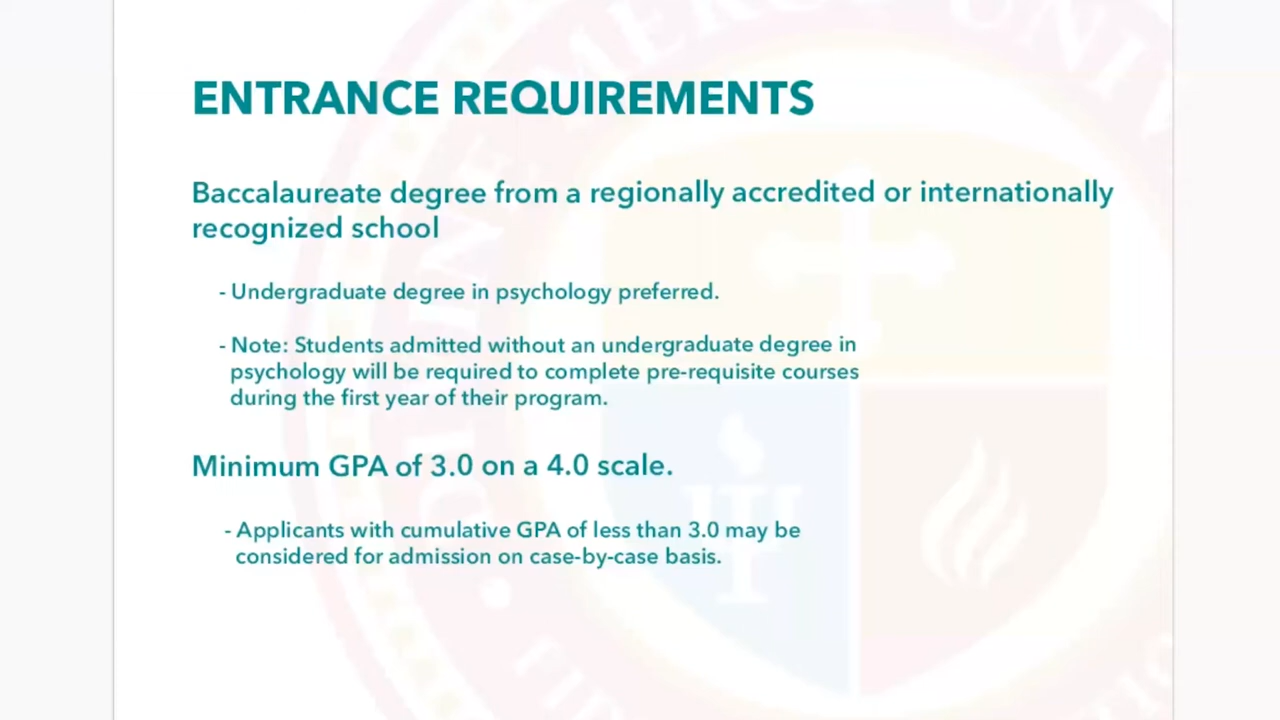 ENTRANCE REQUIREMENTS
Baccalaureate degree from a regionally accredited or internationally
recognized school
- Undergraduate degree in psychology preferred.
- Note: Students admitted without an undergraduate degree in
psychology will be required to complete pre-requisite courses
during the first year of their program.
Minimum GPA of 3.0 on a 4.0 scale.
- Applicants with cumulative GPA of less than 3.0 may be
considered for admission on case-by-case basis.